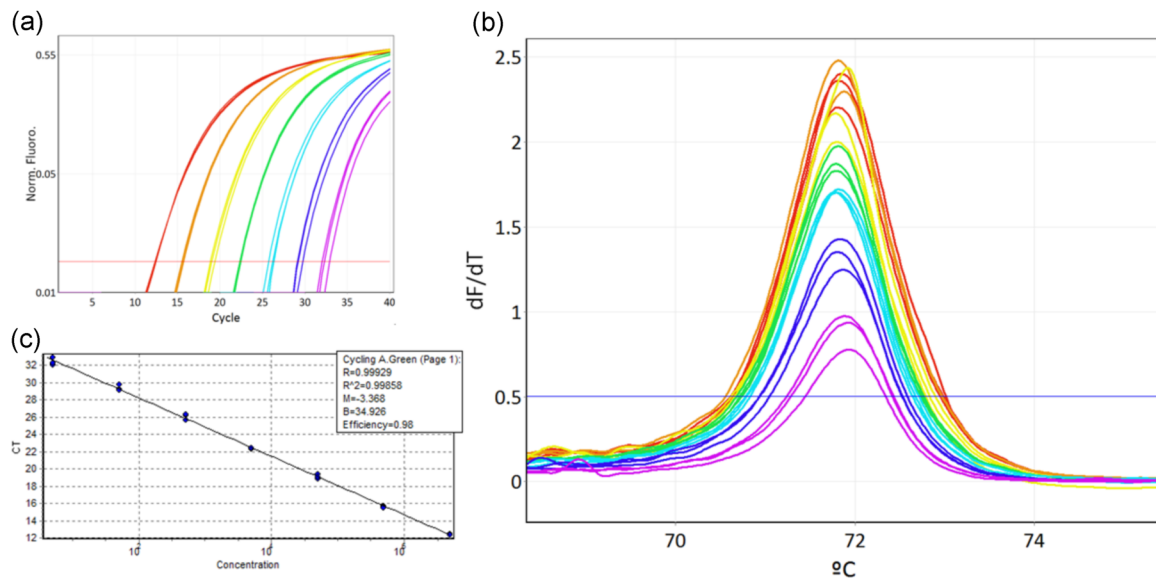 (a)
0.55
0.05
0.01
Norm. Fluoro.
5 10 15 20 25 30 35 40
Cycle
(b)
2.5
2
1.5
1
0.5
0
dF/dT
70 72 74
ºC
(c)
32
30
28
26
24
22
20
18
16
14
12
CT
Cycling A.Green (Page 1):
R=0.99929
R^2=0.99858
M=-3.368
B=34.926
Efficiency=0.98
Concentration